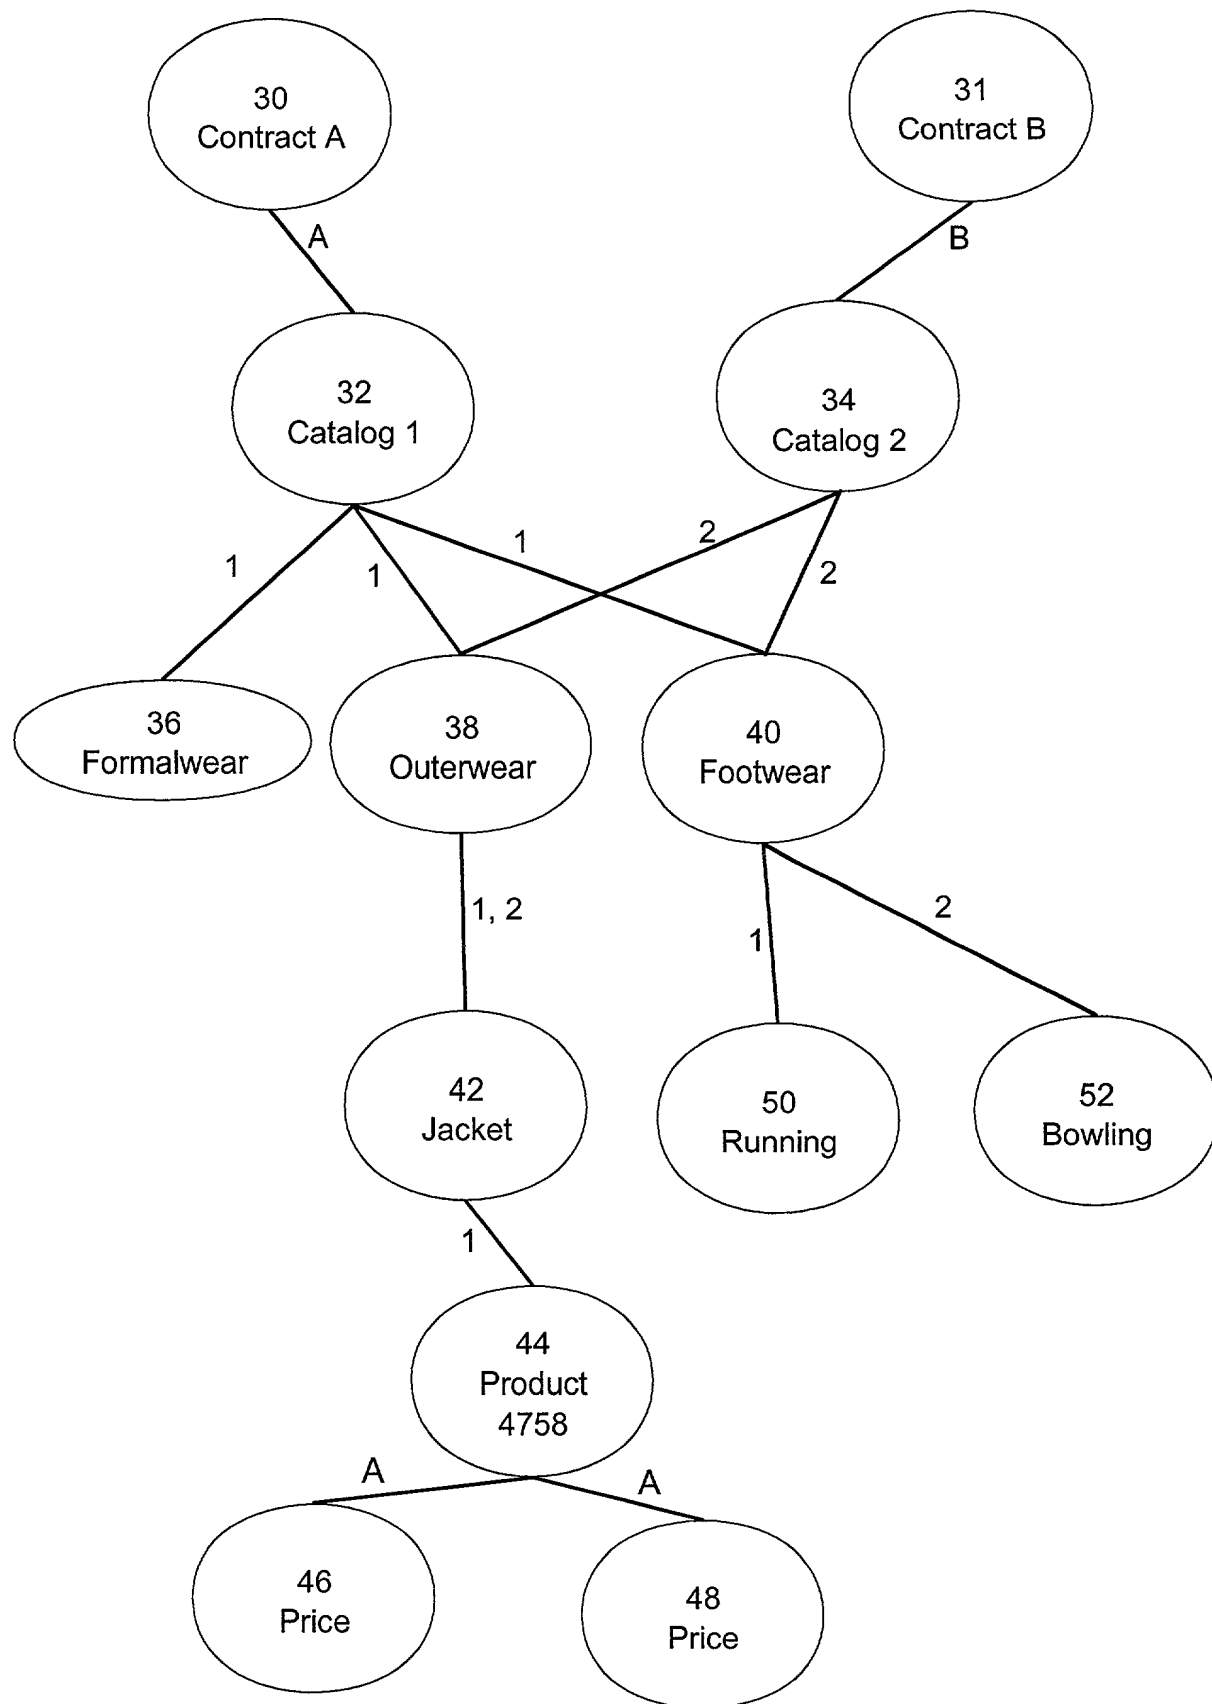 30
Contract A
31
Contract B
A
B
32
Catalog 1
34
Catalog 2
1
1
1
2
2
36
Formalwear
38
Outerwear
40
Footwear
1, 2
1
2
42
Jacket
50
Running
52
Bowling
1
44
Product
4758
A
A
46
Price
48
Price